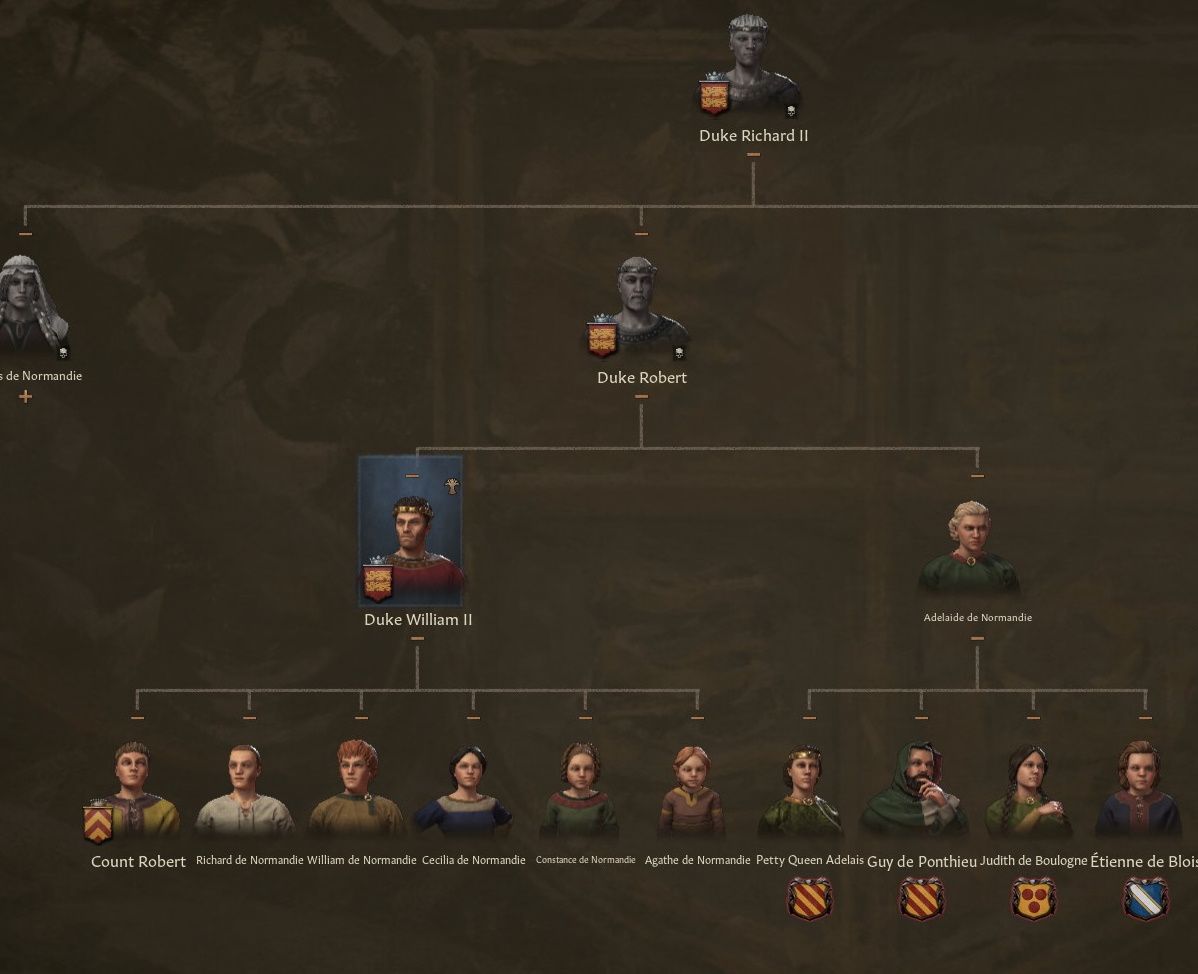 Duke Richard II
s de Normandie
Duke Robert
Duke William II
Adelaide de Normandie
Count Robert
Richard de Normandie
William de Normandie
Cecilia de Normandie
Constance de Normandie
Agathe de Normandie
Petty Queen Adelais
Guy de Ponthieu
Judith de Boulogne
Étienne de Blois